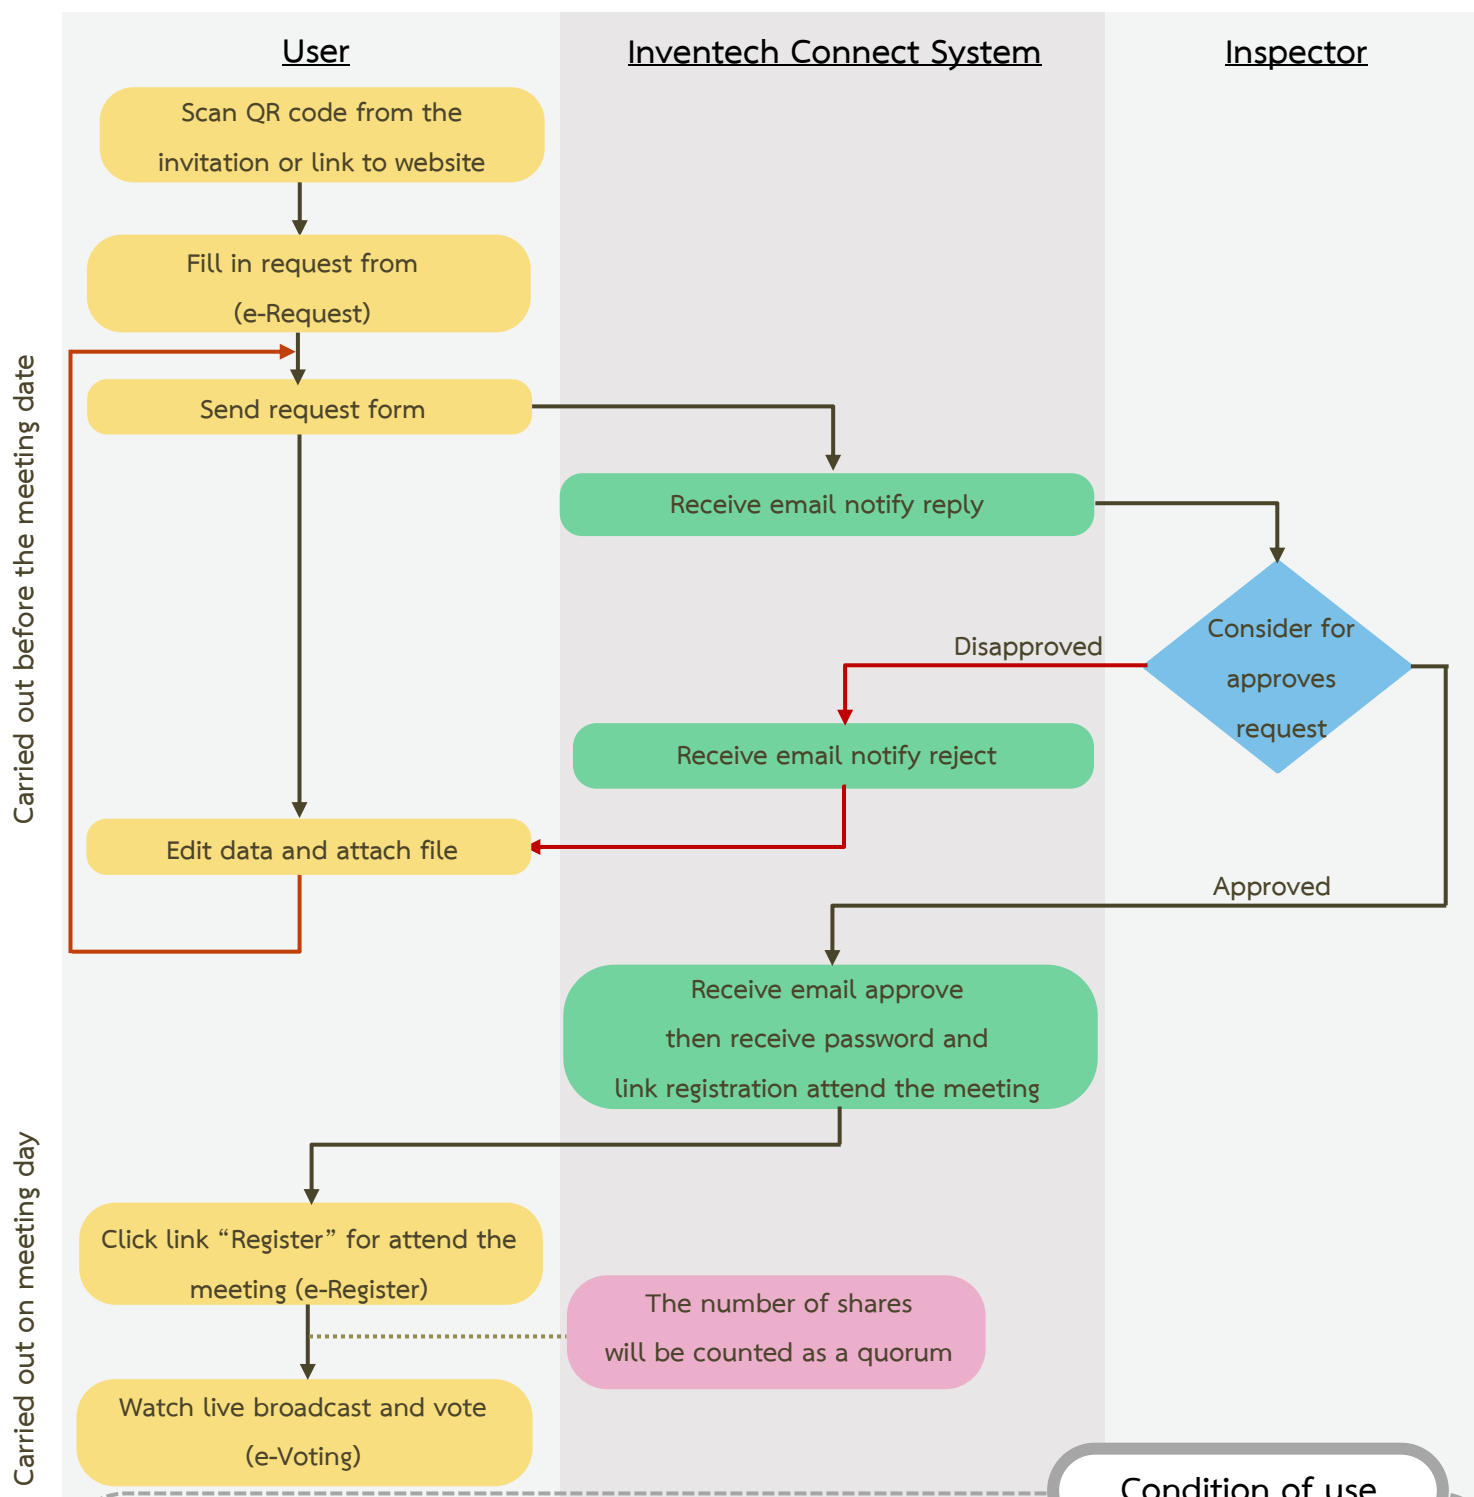 User
Inventech Connect System
Inspector
Scan QR code from the
invitation or link to website
Fill in request from
(e-Request)
Send request form
Receive email notify reply
Consider for
approves
request
Disapproved
Receive email notify reject
Edit data and attach file
Approved
Receive email approve
then receive password and
link registration attend the meeting
Carried out before the meeting date
Click link “Register” for attend the
meeting (e-Register)
The number of shares
will be counted as a quorum
Watch live broadcast and vote
(e-Voting)
Carried out on meeting day
Condition of use